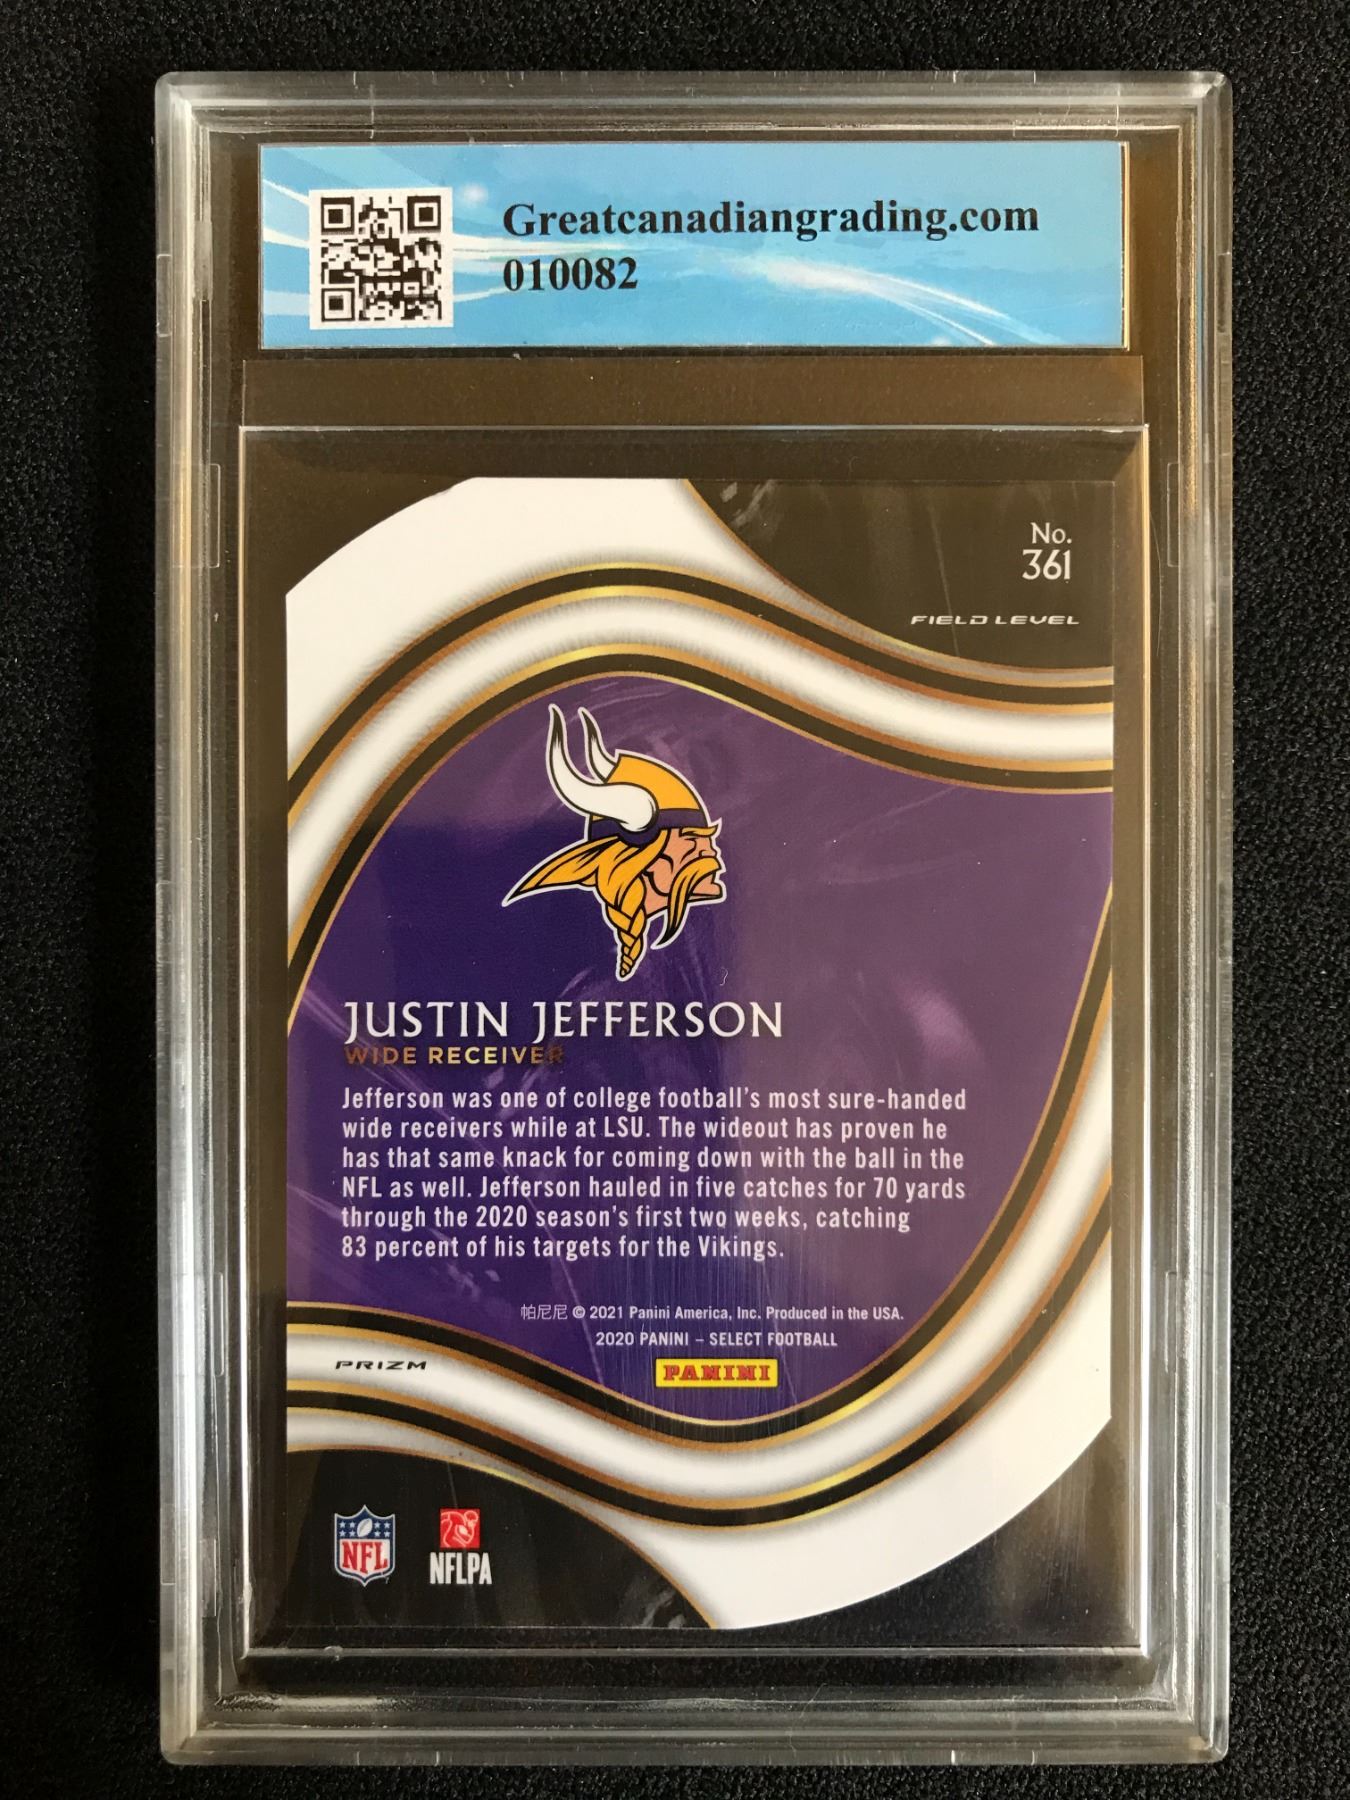 Greatcanadiangrading.com
010082
No.
361
FIELD LEVEL
JUSTIN JEFFERSON
WIDE RECEIVER
Jefferson was one of college football's most sure-handed
wide receivers while at LSU. The wideout has proven he
has that same knack for coming down with the ball in the
NFL as well. Jefferson hauled in five catches for 70 yards
through the 2020 season's first two weeks, catching
83 percent of his targets for the Vikings.
帕尼尼 © 2021 Panini America, Inc. Produced in the USA.
2020 PANINI – SELECT FOOTBALL
PRIZM
PANINI
NFL
NFLPA